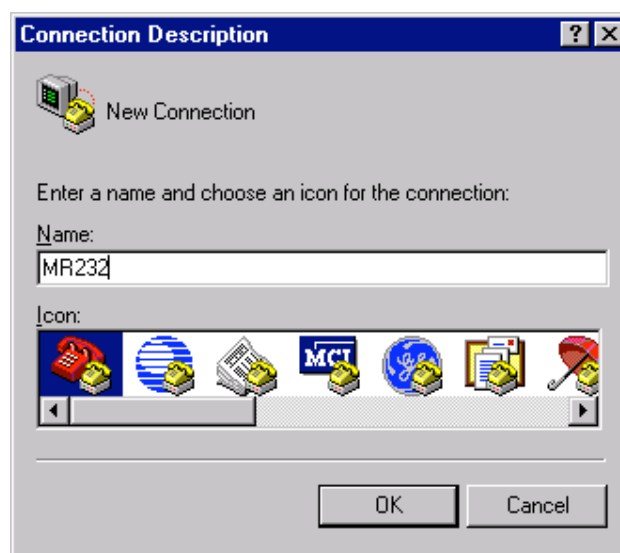 Connection Description
New Connection
Enter a name and choose an icon for the connection:
Name:
MR232
Icon:
MCI
OK
Cancel